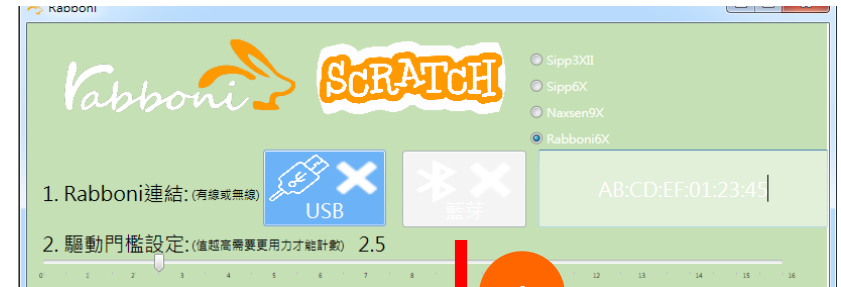 Rabboni
rabboni
SCRATCH
Sipp3XII
Sipp6X
Naxsen9X
Rabboni6X
1. Rabboni連結: (有線或無線)
USB
藍芽
AB:CD:EF:01:23:45
2. 驅動門檻設定:(值越高需要更用力才能計數) 2.5
0 1 2 3 4 5 6 7 8 12 13 14 15 16